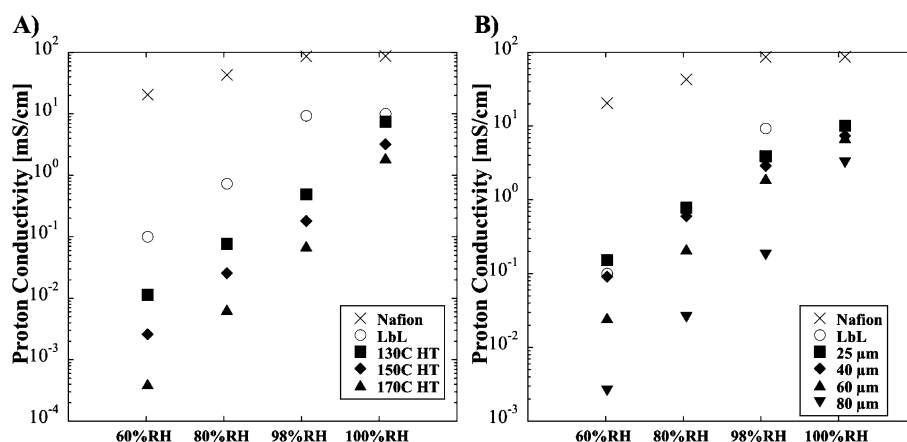 A)
Proton Conductivity [mS/cm]
10²
10¹
10⁰
10⁻¹
10⁻²
10⁻³
10⁻⁴
60%RH 80%RH 98%RH 100%RH
Nafion
LbL
130C HT
150C HT
170C HT
B)
Proton Conductivity [mS/cm]
10²
10¹
10⁰
10⁻¹
10⁻²
10⁻³
60%RH 80%RH 98%RH 100%RH
Nafion
LbL
25 µm
40 µm
60 µm
80 µm